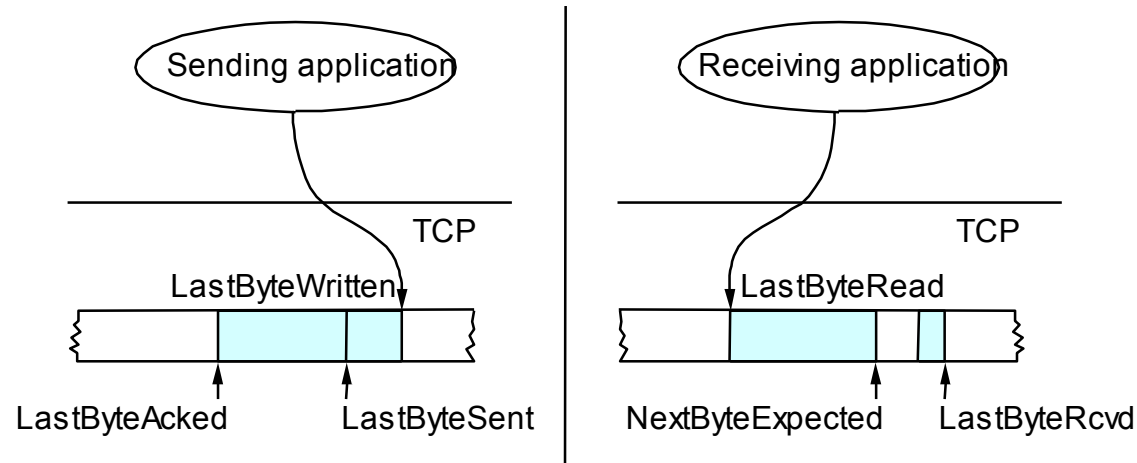 Sending application
Receiving application
TCP
TCP
LastByteWritten
LastByteRead
LastByteAcked
LastByteSent
NextByteExpected
LastByteRcvd